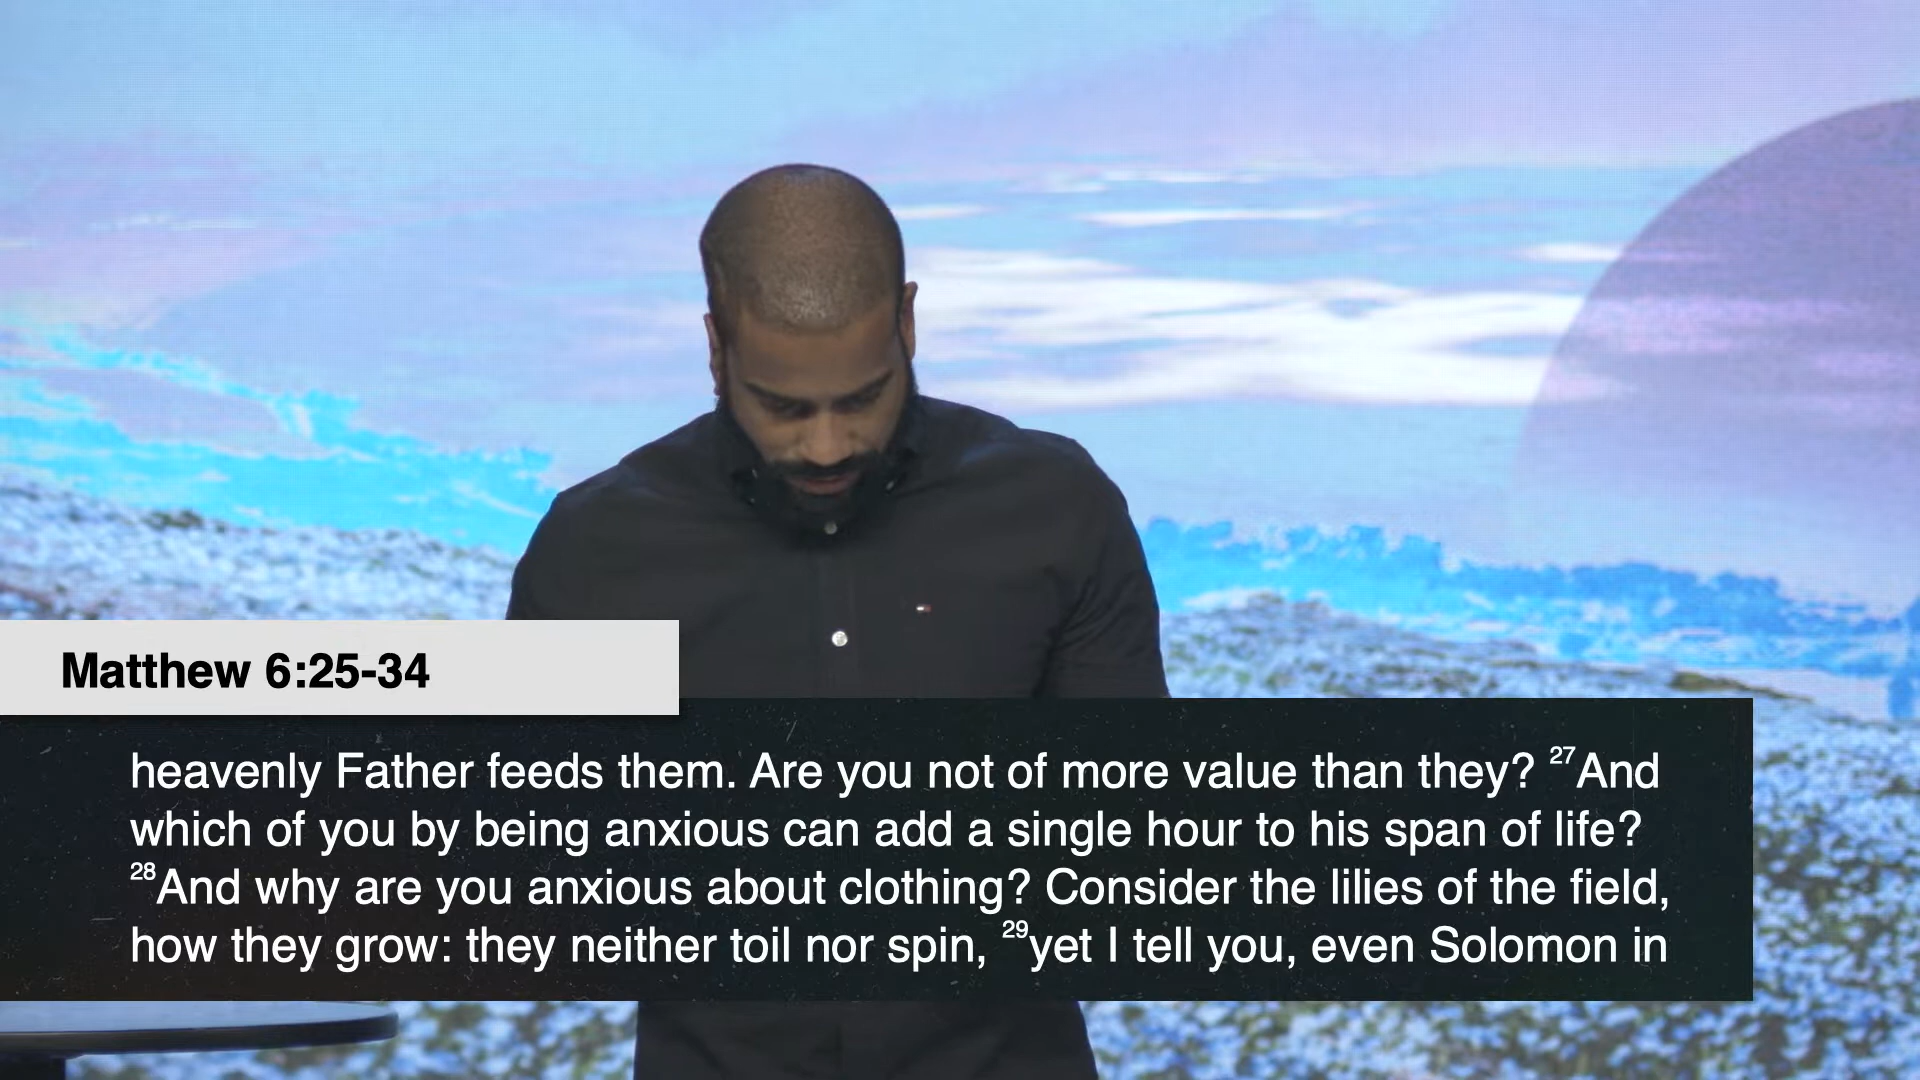 Matthew 6:25-34
heavenly Father feeds them. Are you not of more value than they? 27And
which of you by being anxious can add a single hour to his span of life?
28And why are you anxious about clothing? Consider the lilies of the field,
how they grow: they neither toil nor spin, 29yet I tell you, even Solomon in